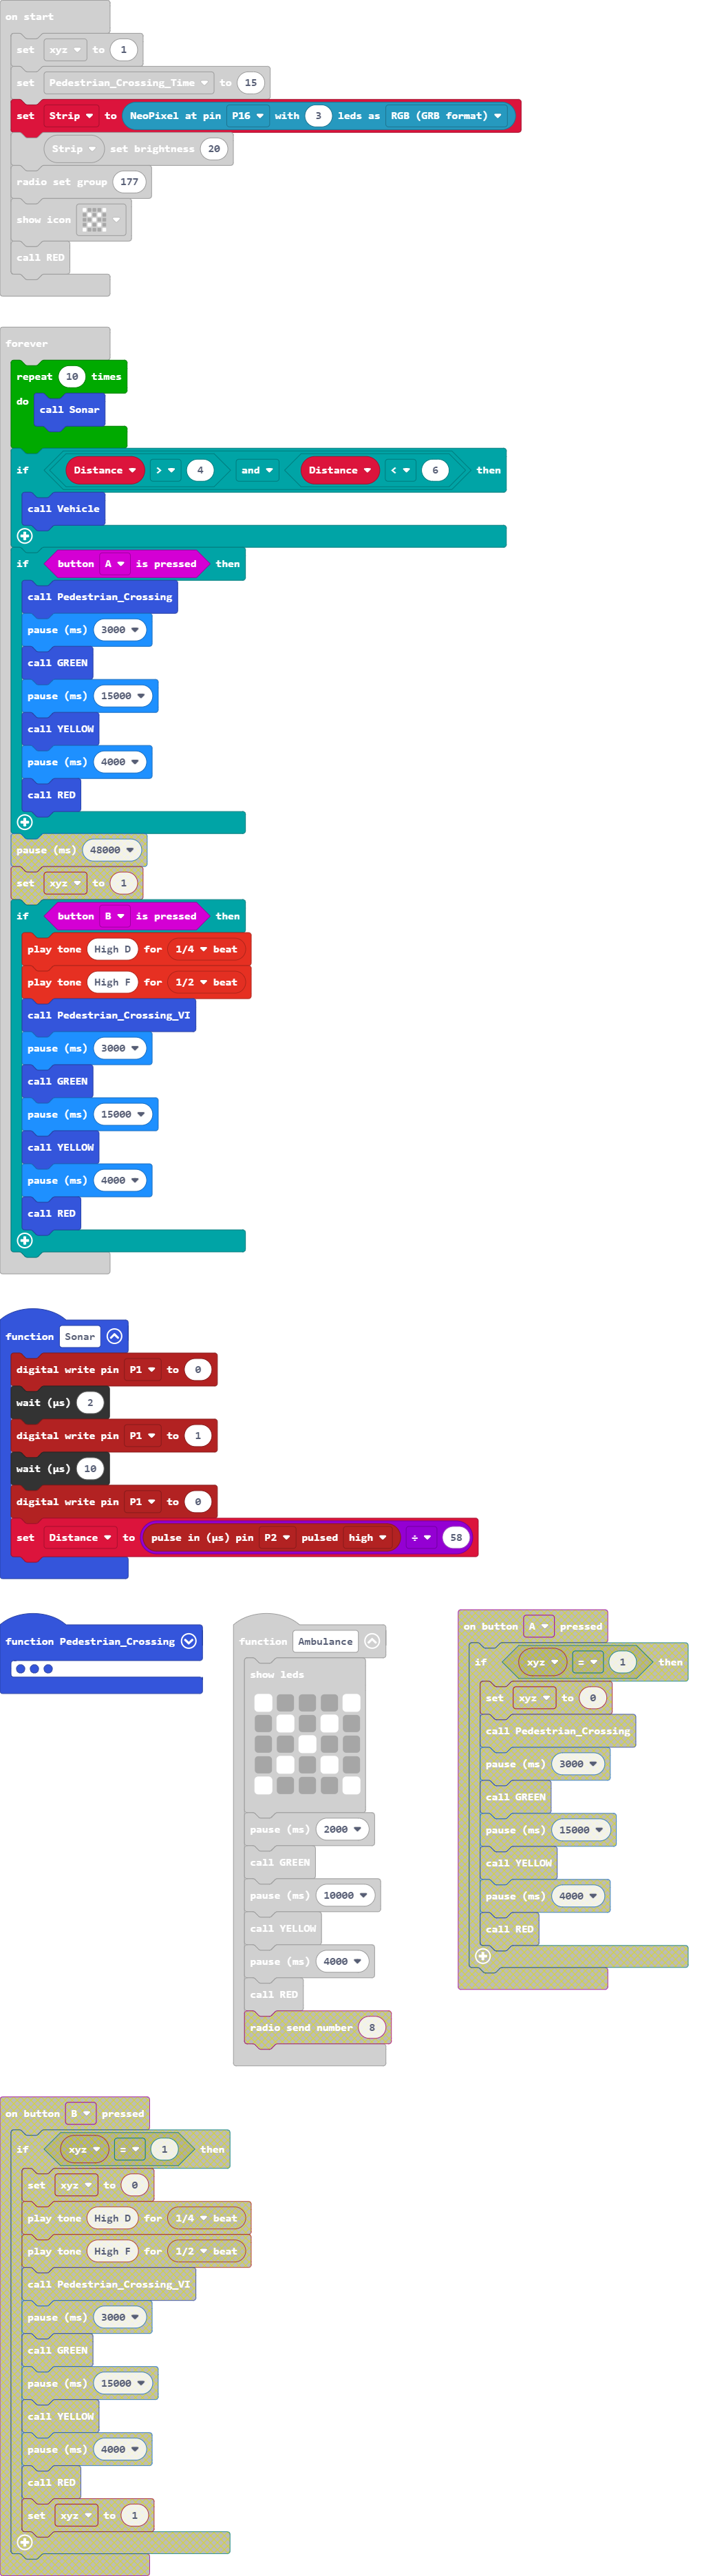 on start
set xyz to 1
set Pedestrian_Crossing_Time to 15
set Strip to NeoPixel at pin P16 with 3 leds as RGB (GRB format)
Strip set brightness 20
radio set group 177
show icon
call RED
forever
repeat 10 times
do call Sonar
if Distance > 4 and Distance < 6 then
call Vehicle
if button A is pressed then
call Pedestrian_Crossing
pause (ms) 3000
call GREEN
pause (ms) 15000
call YELLOW
pause (ms) 4000
call RED
pause (ms) 48000
set xyz to 1
if button B is pressed then
play tone High D for 1/4 beat
play tone High F for 1/2 beat
call Pedestrian_Crossing_VI
pause (ms) 3000
call GREEN
pause (ms) 15000
call YELLOW
pause (ms) 4000
call RED
function Sonar
digital write pin P1 to 0
wait (µs) 2
digital write pin P1 to 1
wait (µs) 10
digital write pin P1 to 0
set Distance to pulse in (µs) pin P2 pulsed high ÷ 58
function Pedestrian_Crossing
function Ambulance
show leds
pause (ms) 2000
call GREEN
pause (ms) 10000
call YELLOW
pause (ms) 4000
call RED
radio send number 8
on button A pressed
if xyz = 1 then
set xyz to 0
call Pedestrian_Crossing
pause (ms) 3000
call GREEN
pause (ms) 15000
call YELLOW
pause (ms) 4000
call RED
on button B pressed
if xyz = 1 then
set xyz to 0
play tone High D for 1/4 beat
play tone High F for 1/2 beat
call Pedestrian_Crossing_VI
pause (ms) 3000
call GREEN
pause (ms) 15000
call YELLOW
pause (ms) 4000
call RED
set xyz to 1